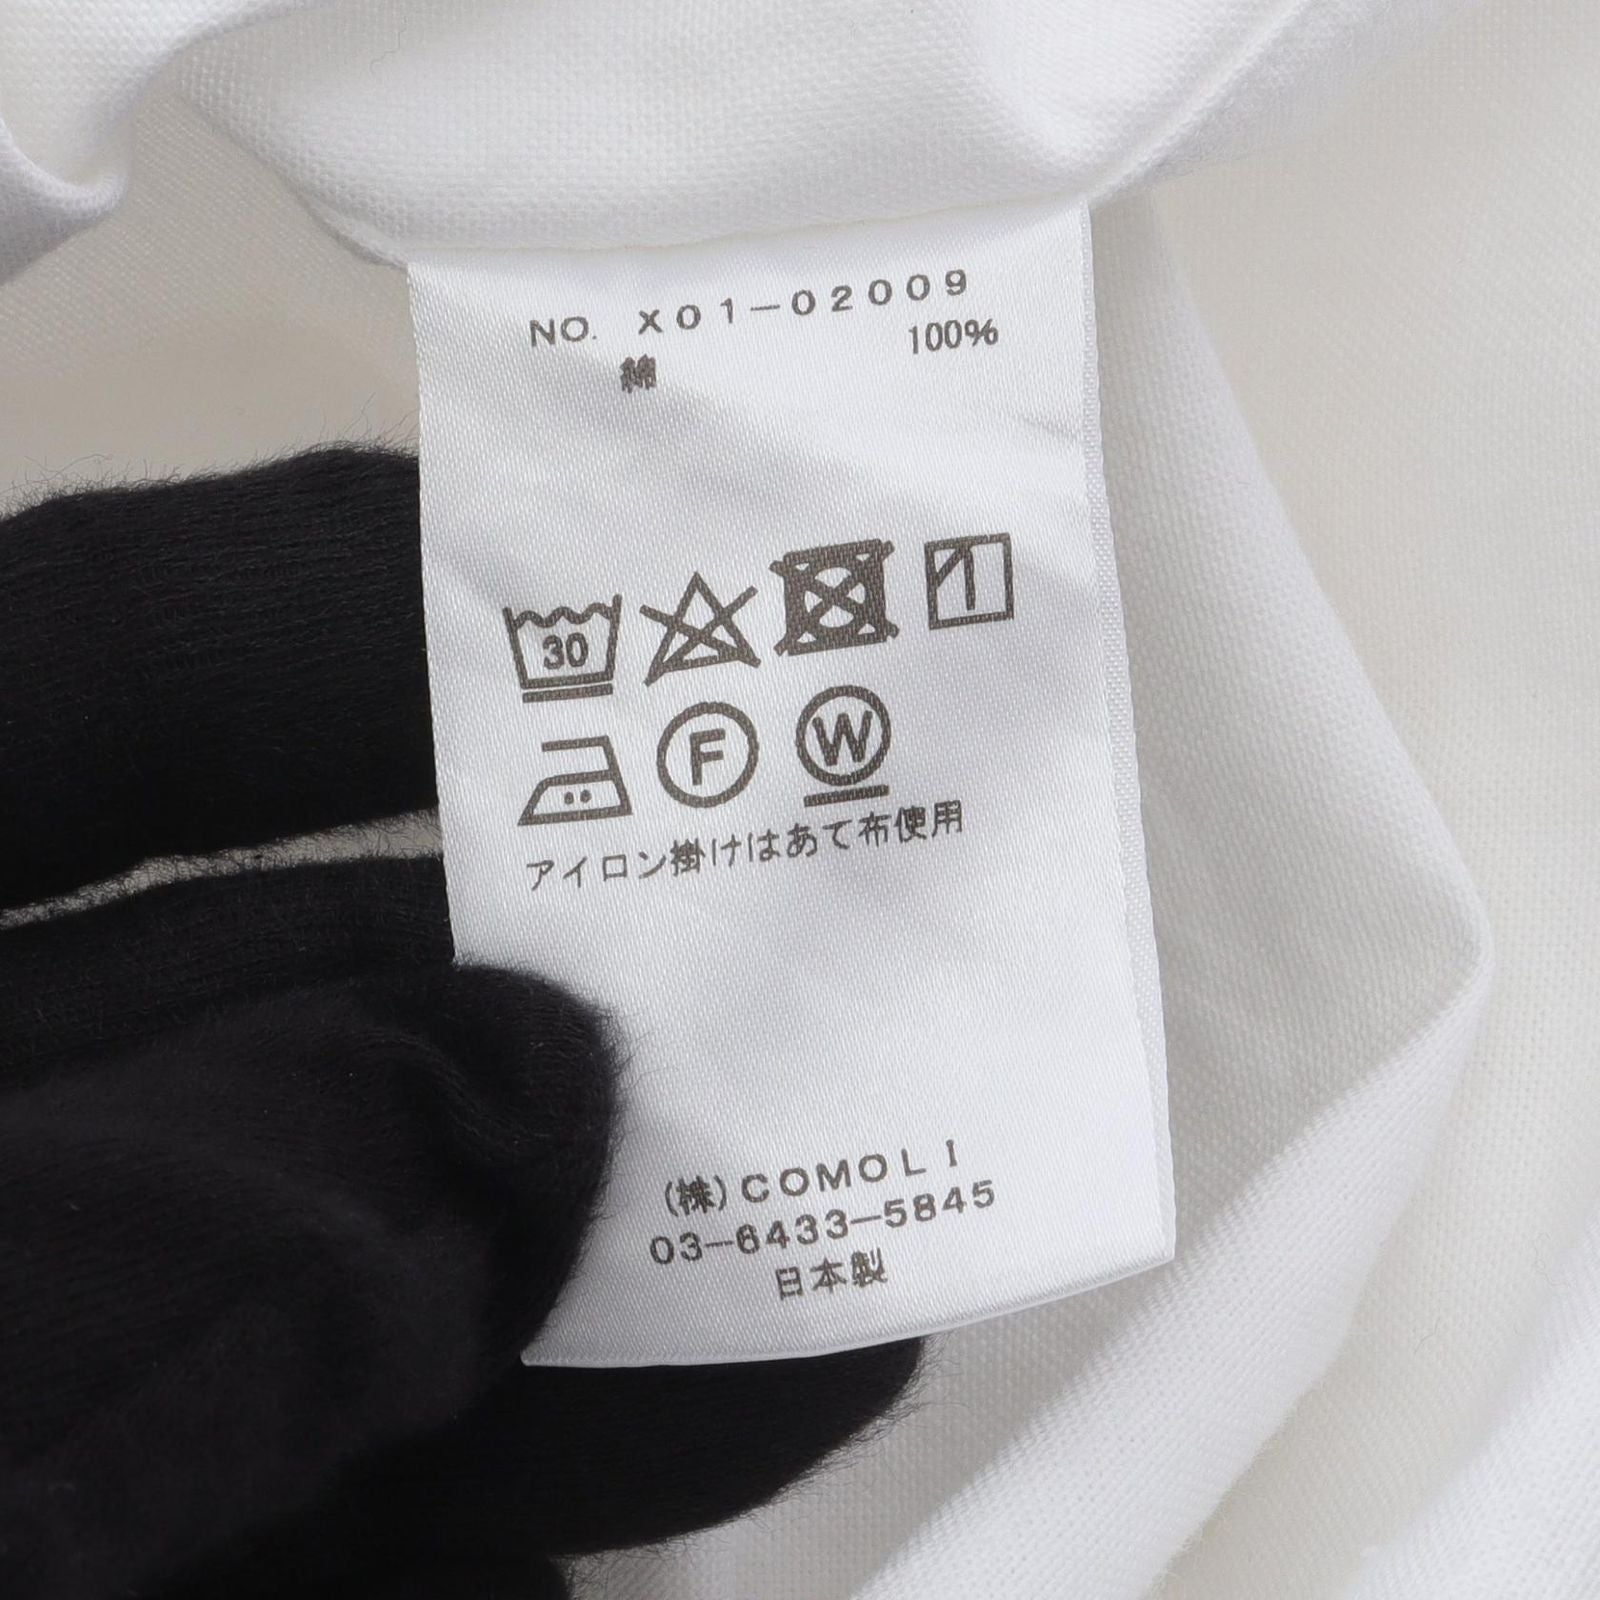 NO. X01-02009
綿 100%
30
F W
アイロン掛けはあて布使用
(株)COMOLI
03-6433-5845
日本製